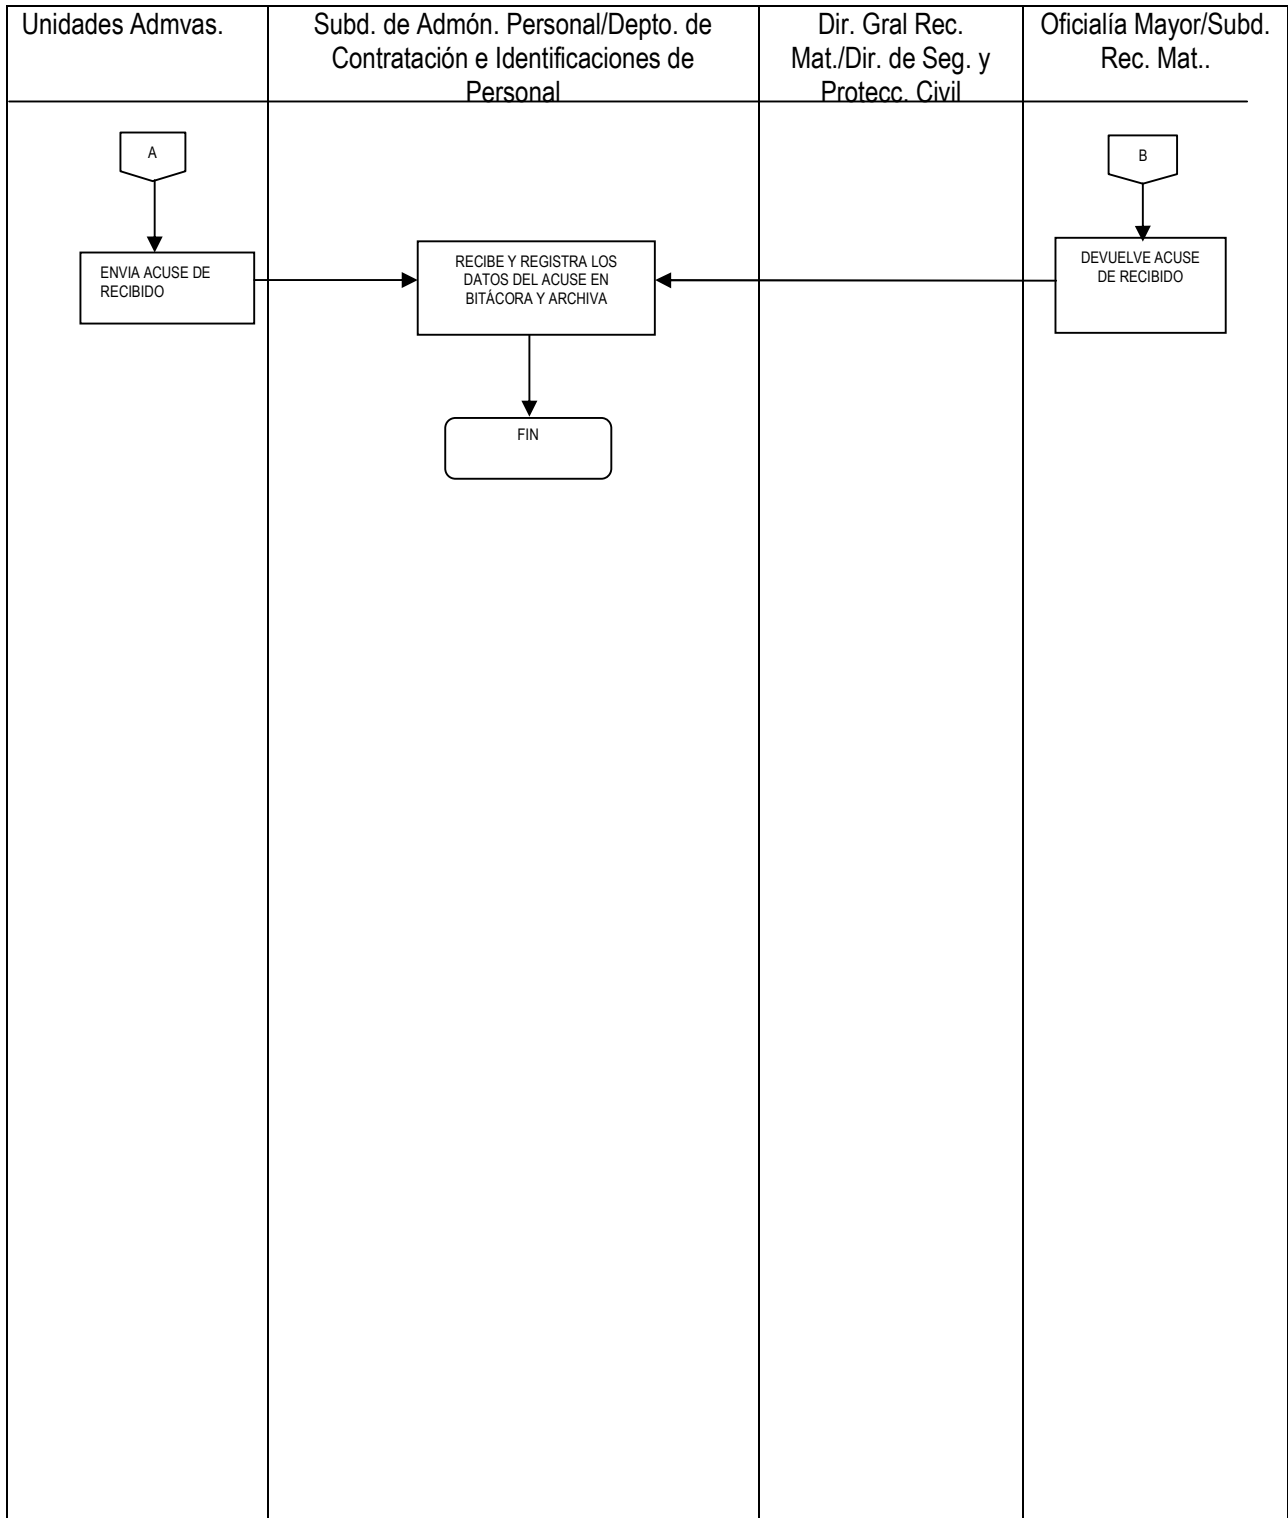 Unidades Admvas.
Subd. de Admón. Personal/Depto. de
Contratación e Identificaciones de
Personal
Dir. Gral Rec.
Mat./Dir. de Seg. y
Protecc. Civil
Oficialía Mayor/Subd.
Rec. Mat..
A
B
ENVIA ACUSE DE
RECIBIDO
RECIBE Y REGISTRA LOS
DATOS DEL ACUSE EN
BITÁCORA Y ARCHIVA
DEVUELVE ACUSE
DE RECIBIDO
FIN